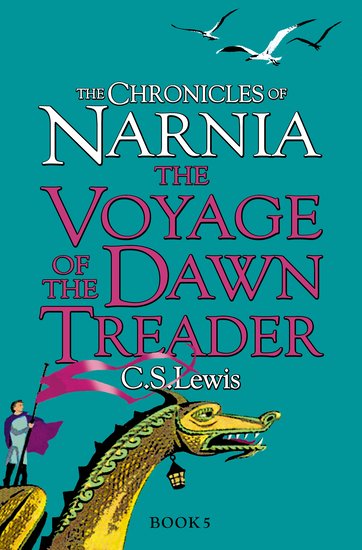 THE CHRONICLES OF
NARNIA
THE
VOYAGE
OF THE DAWN
TREADER
C.S.Lewis
BOOK 5